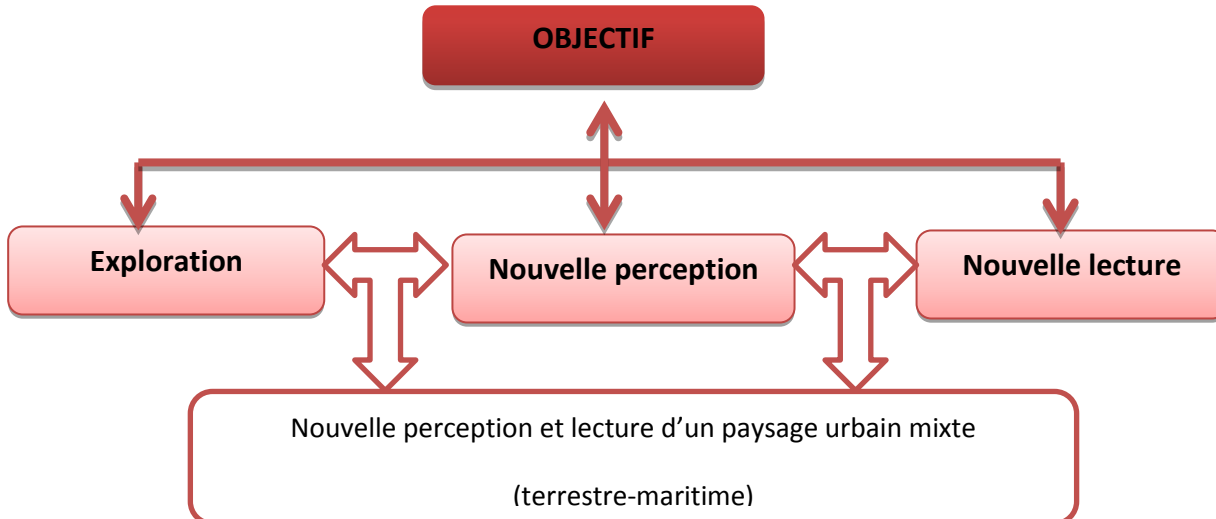 OBJECTIF
Exploration
Nouvelle perception
Nouvelle lecture
Nouvelle perception et lecture d’un paysage urbain mixte
(terrestre-maritime)